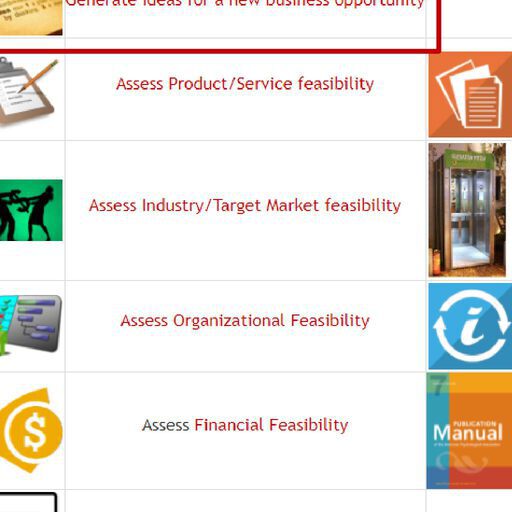 Generate ideas for a new business opportunity
Assess Product/Service feasibility
Assess Industry/Target Market feasibility
Assess Organizational Feasibility
Assess Financial Feasibility
7
PUBLICATION
Manual